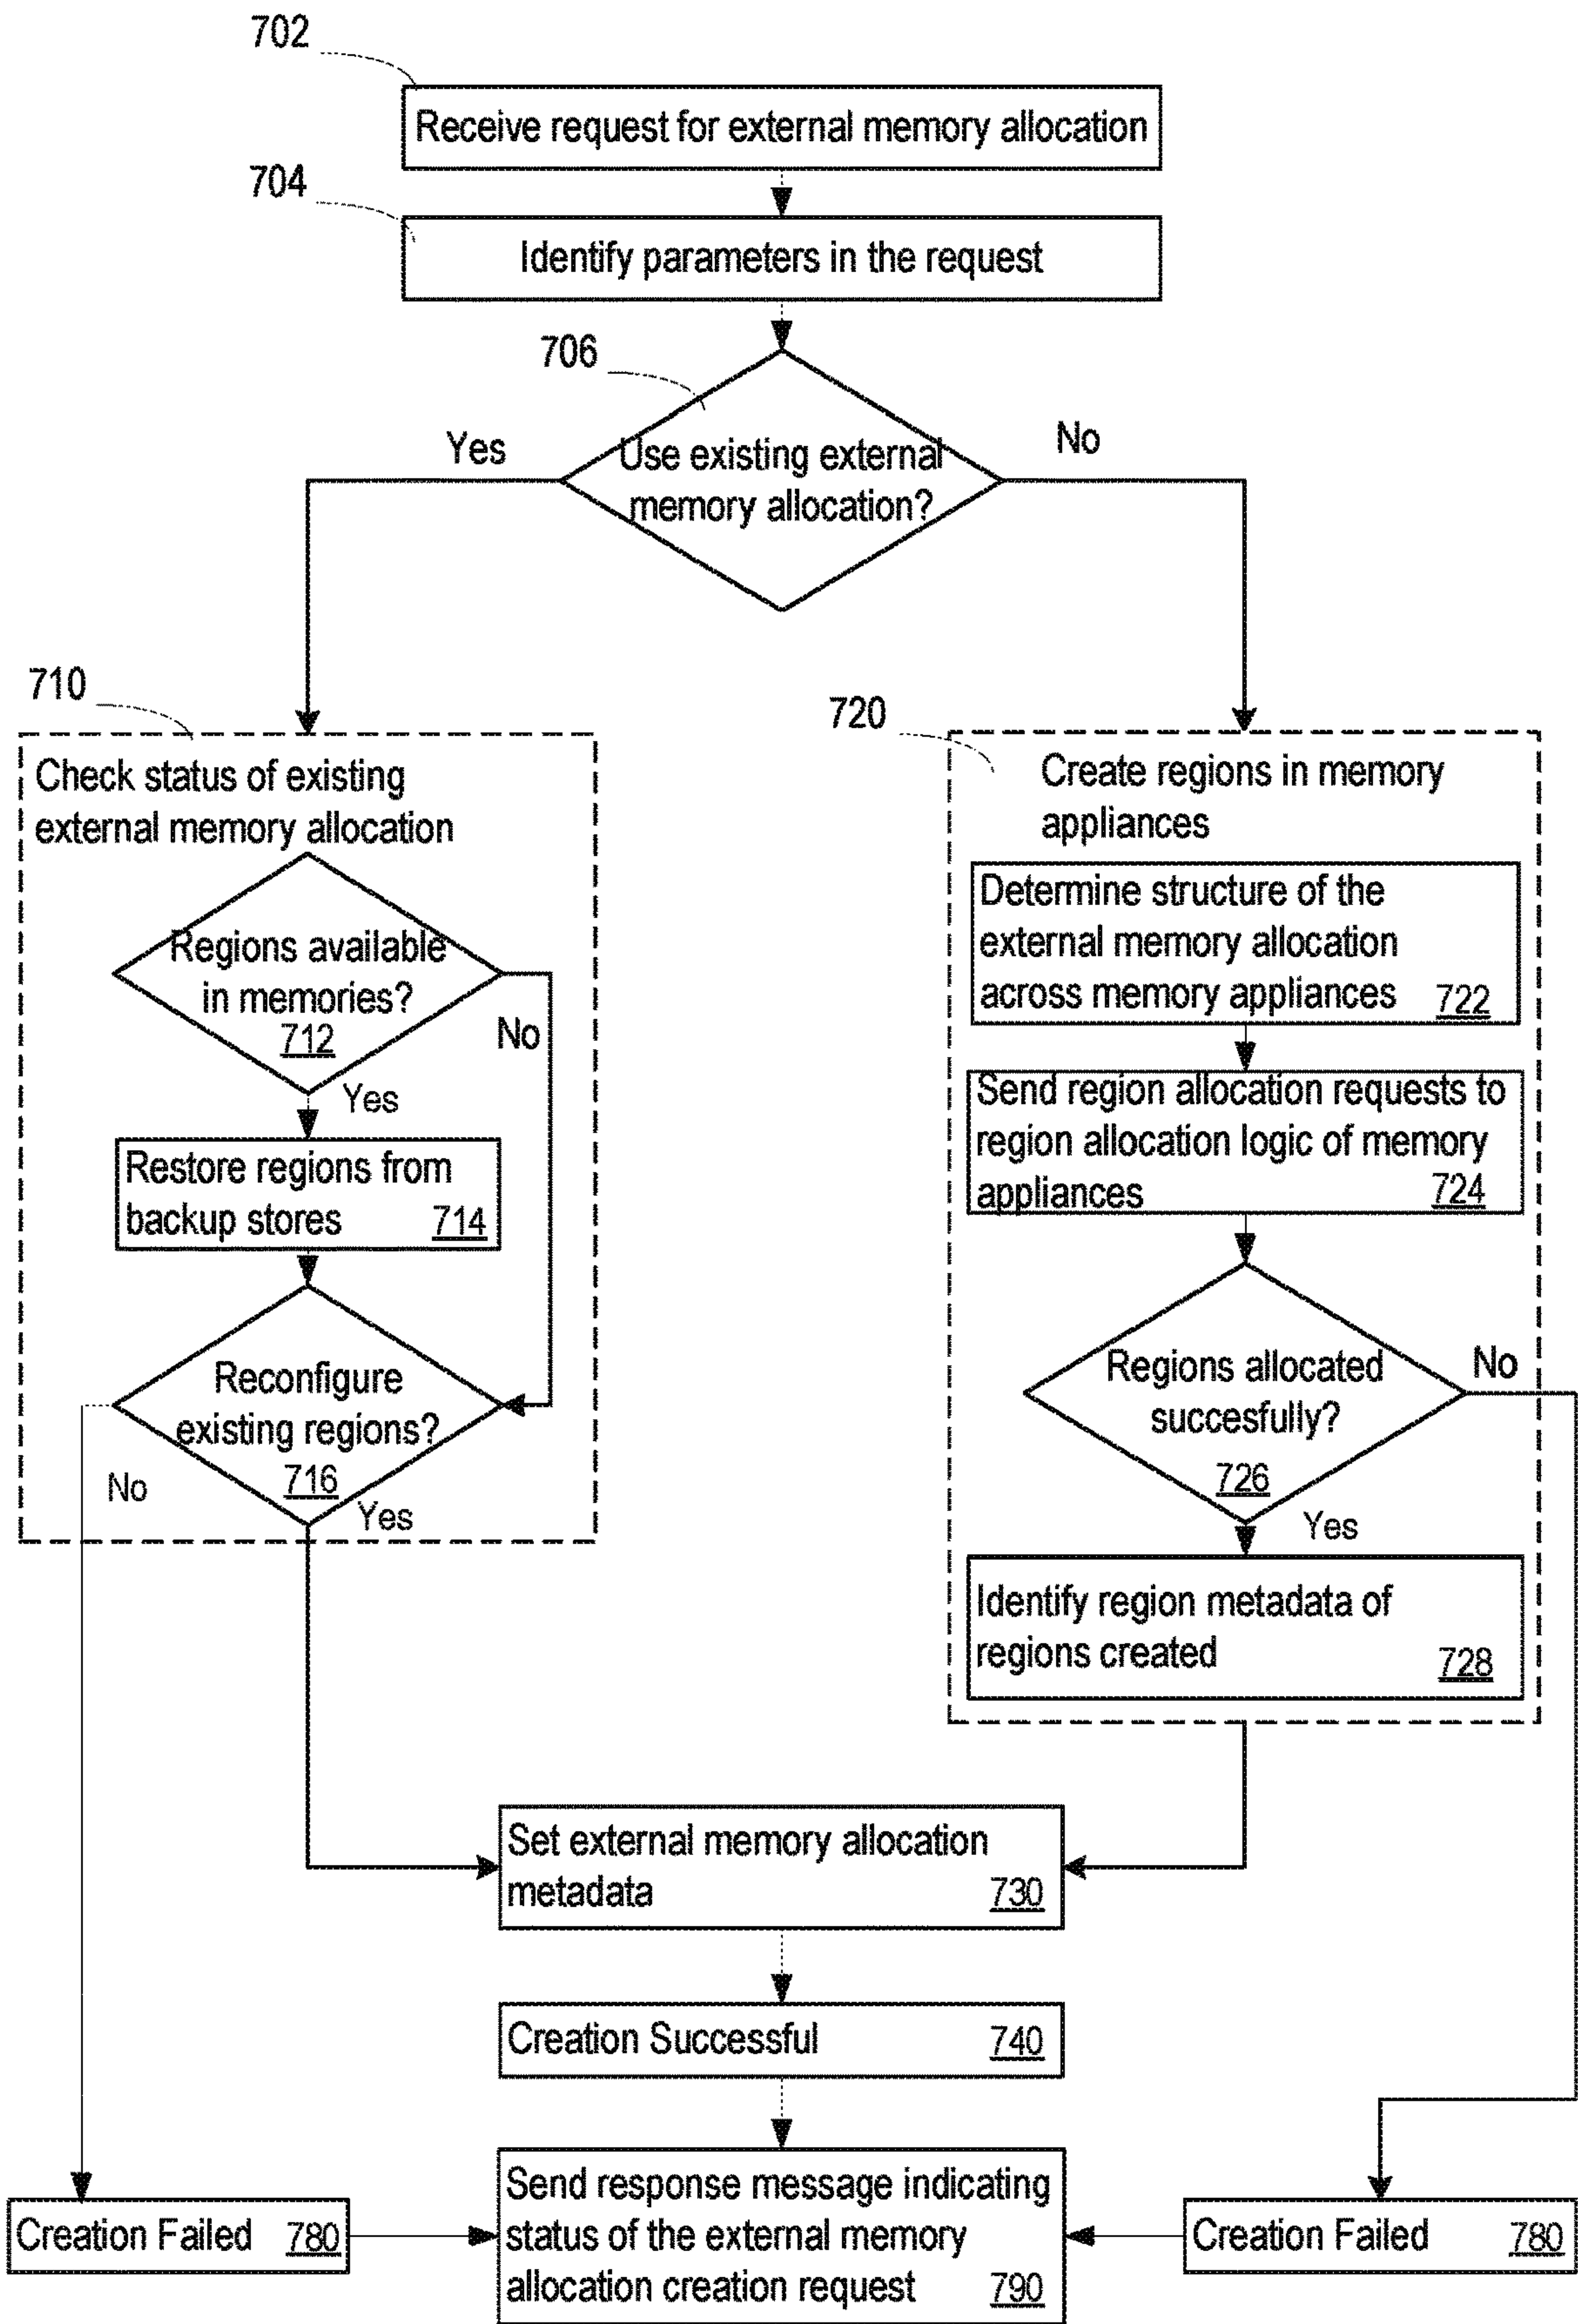 702
Receive request for external memory allocation
704
Identify parameters in the request
706
Use existing external
memory allocation?
Yes
No
710
Check status of existing
external memory allocation
Regions available
in memories?
712
No
Yes
Restore regions from
backup stores 714
Reconfigure
existing regions?
716
No
Yes
720
Create regions in memory
appliances
Determine structure of the
external memory allocation
across memory appliances 722
Send region allocation requests to
region allocation logic of memory
appliances 724
Regions allocated
succesfully?
726
No
Yes
Identify region metadata of
regions created 728
Set external memory allocation
metadata 730
Creation Successful 740
Creation Failed 780
Send response message indicating
status of the external memory
allocation creation request 790
Creation Failed 780